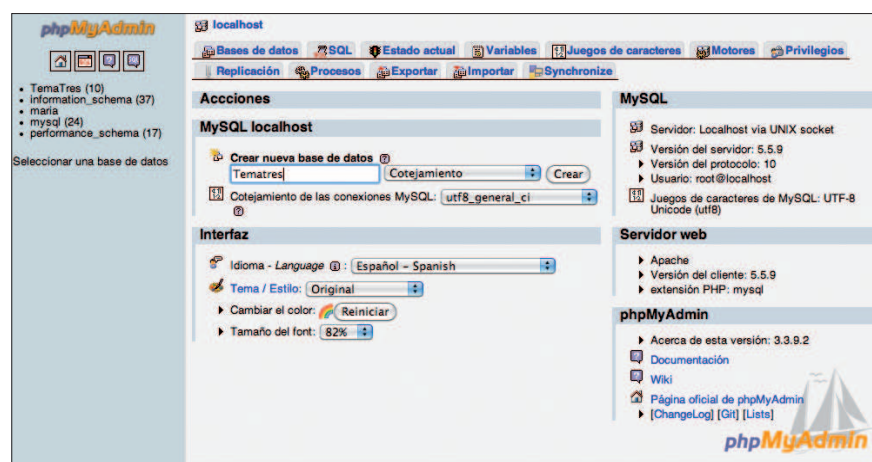 phpMyAdmin
TemaTres (10)
information_schema (37)
maria
mysql (24)
performance_schema (17)
Seleccionar una base de datos
localhost
Bases de datos SQL Estado actual Variables Juegos de caracteres Motores Privilegios
Replicación Procesos Exportar Importar Synchronize
Accciones
MySQL localhost
Crear nueva base de datos
Tematres Cotejamiento Crear
Cotejamiento de las conexiones MySQL: utf8_general_ci
Interfaz
Idioma - Language : Español - Spanish
Tema / Estilo: Original
Cambiar el color: Reiniciar
Tamaño del font: 82%
MySQL
Servidor: Localhost via UNIX socket
Versión del servidor: 5.5.9
Versión del protocolo: 10
Usuario: root@localhost
Juegos de caracteres de MySQL: UTF-8
Unicode (utf8)
Servidor web
Apache
Versión del cliente: 5.5.9
extensión PHP: mysql
phpMyAdmin
Acerca de esta versión: 3.3.9.2
Documentación
Wiki
Página oficial de phpMyAdmin
[ChangeLog] [Git] [Lists]
phpMyAdmin